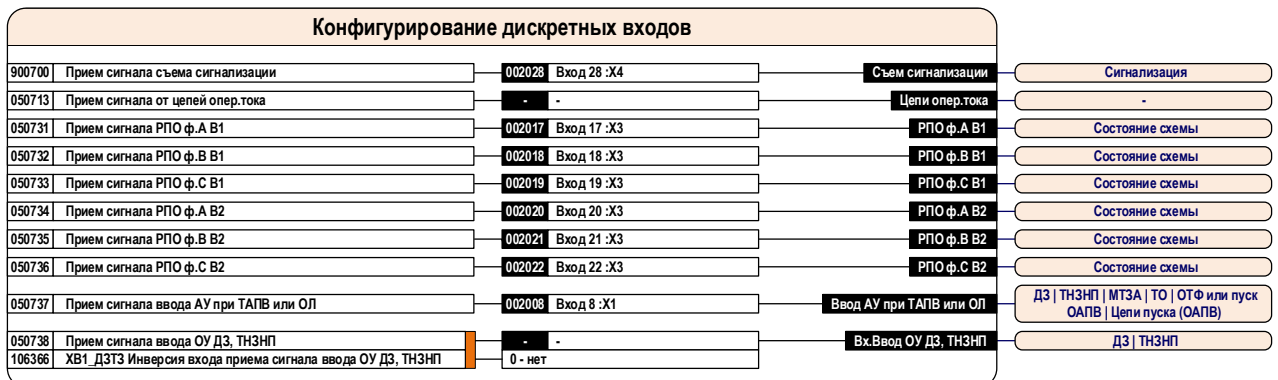 Конфигурирование дискретных входов
900700 Прием сигнала съема сигнализации 002028 Вход 28 :X4 Съем сигнализации Сигнализация
050713 Прием сигнала от цепей опер.тока - - Цепи опер.тока -
050731 Прием сигнала РПО ф.А В1 002017 Вход 17 :X3 РПО ф.А В1 Состояние схемы
050732 Прием сигнала РПО ф.В В1 002018 Вход 18 :X3 РПО ф.В В1 Состояние схемы
050733 Прием сигнала РПО ф.С В1 002019 Вход 19 :X3 РПО ф.С В1 Состояние схемы
050734 Прием сигнала РПО ф.А В2 002020 Вход 20 :X3 РПО ф.А В2 Состояние схемы
050735 Прием сигнала РПО ф.В В2 002021 Вход 21 :X3 РПО ф.В В2 Состояние схемы
050736 Прием сигнала РПО ф.С В2 002022 Вход 22 :X3 РПО ф.С В2 Состояние схемы
050737 Прием сигнала ввода АУ при ТАПВ или ОЛ 002008 Вход 8 :X1 Ввод АУ при ТАПВ или ОЛ ДЗ | ТНЗНП | МТЗА | ТО | ОТФ или пуск
ОАПВ | Цепи пуска (ОАПВ)
050738 Прием сигнала ввода ОУ ДЗ, ТНЗНП - - Вх.Ввод ОУ ДЗ, ТНЗНП ДЗ | ТНЗНП
106366 XB1_ДЗТЗ Инверсия входа приема сигнала ввода ОУ ДЗ, ТНЗНП 0 - нет